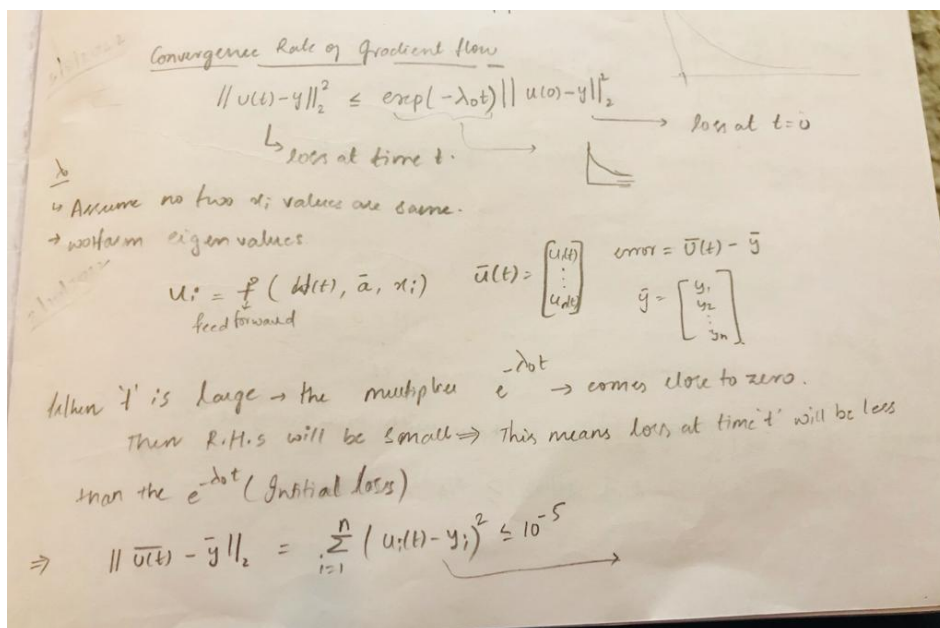 Convergence Rate of gradient flow
|| u(t) - y ||₂² ≤ exp(-λ₀t) || u(0) - y ||₂²
loss at t=0
loss at time t.
λ₀
Assume no two xᵢ values are same.
→ eigen values.
uᵢ = f ( W(t), ā, xᵢ) ū(t) = [u₁(t) ⋮ uₙ(t)] error = ū(t) - ȳ
feed forward ȳ = [y₁ y₂ ⋮ yₙ]
When 't' is large → the multiplier e^{-λ₀t} → comes close to zero.
Then R.H.S will be small ⇒ This means loss at time 't' will be less
than the e^{-λ₀t} (Initial loss)
⇒ || ū(t) - ȳ ||₂ = Σ_{i=1}^{n} ( uᵢ(t) - yᵢ )² ≤ 10⁻⁵